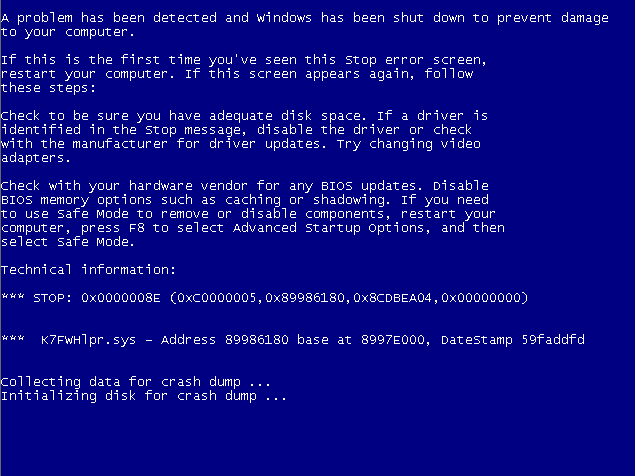 A problem has been detected and Windows has been shut down to prevent damage
to your computer.
If this is the first time you've seen this Stop error screen,
restart your computer. If this screen appears again, follow
these steps:
Check to be sure you have adequate disk space. If a driver is
identified in the Stop message, disable the driver or check
with the manufacturer for driver updates. Try changing video
adapters.
Check with your hardware vendor for any BIOS updates. Disable
BIOS memory options such as caching or shadowing. If you need
to use Safe Mode to remove or disable components, restart your
computer, press F8 to select Advanced Startup Options, and then
select Safe Mode.
Technical information:
*** STOP: 0x0000008E (0xC0000005,0x89986180,0x8CDBEA04,0x00000000)
***  K7FWHlpr.sys - Address 89986180 base at 8997E000, DateStamp 59faddfd
Collecting data for crash dump ...
Initializing disk for crash dump ...